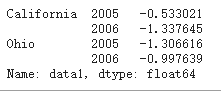 California  2005   -0.533021
            2006   -1.337645
Ohio        2005   -1.306616
            2006   -0.997639
Name: data1, dtype: float64